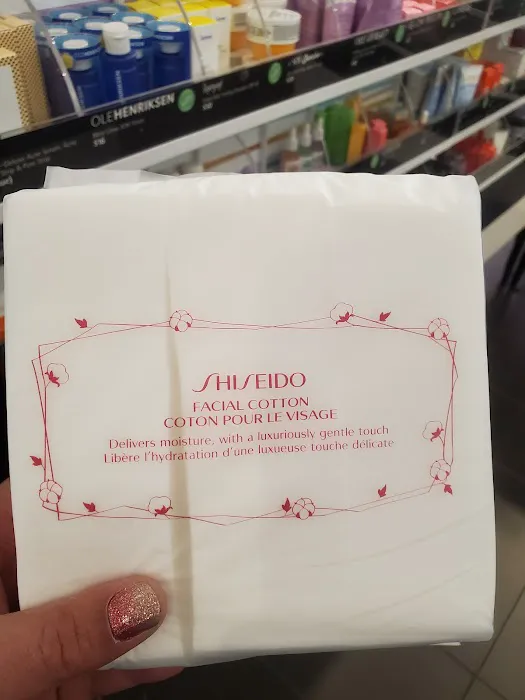 OLEHENRIKSEN
SHISEIDO
FACIAL COTTON
COTON POUR LE VISAGE
Delivers moisture, with a luxuriously gentle touch
Libère l'hydratation d'une luxueuse touche délicate